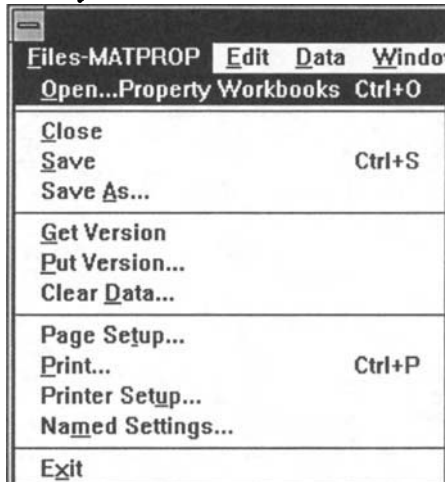 Files-MATPROP Edit Data Windo
Open...Property Workbooks Ctrl+O
Close
Save Ctrl+S
Save As...
Get Version
Put Version...
Clear Data...
Page Setup...
Print... Ctrl+P
Printer Setup...
Named Settings...
Exit